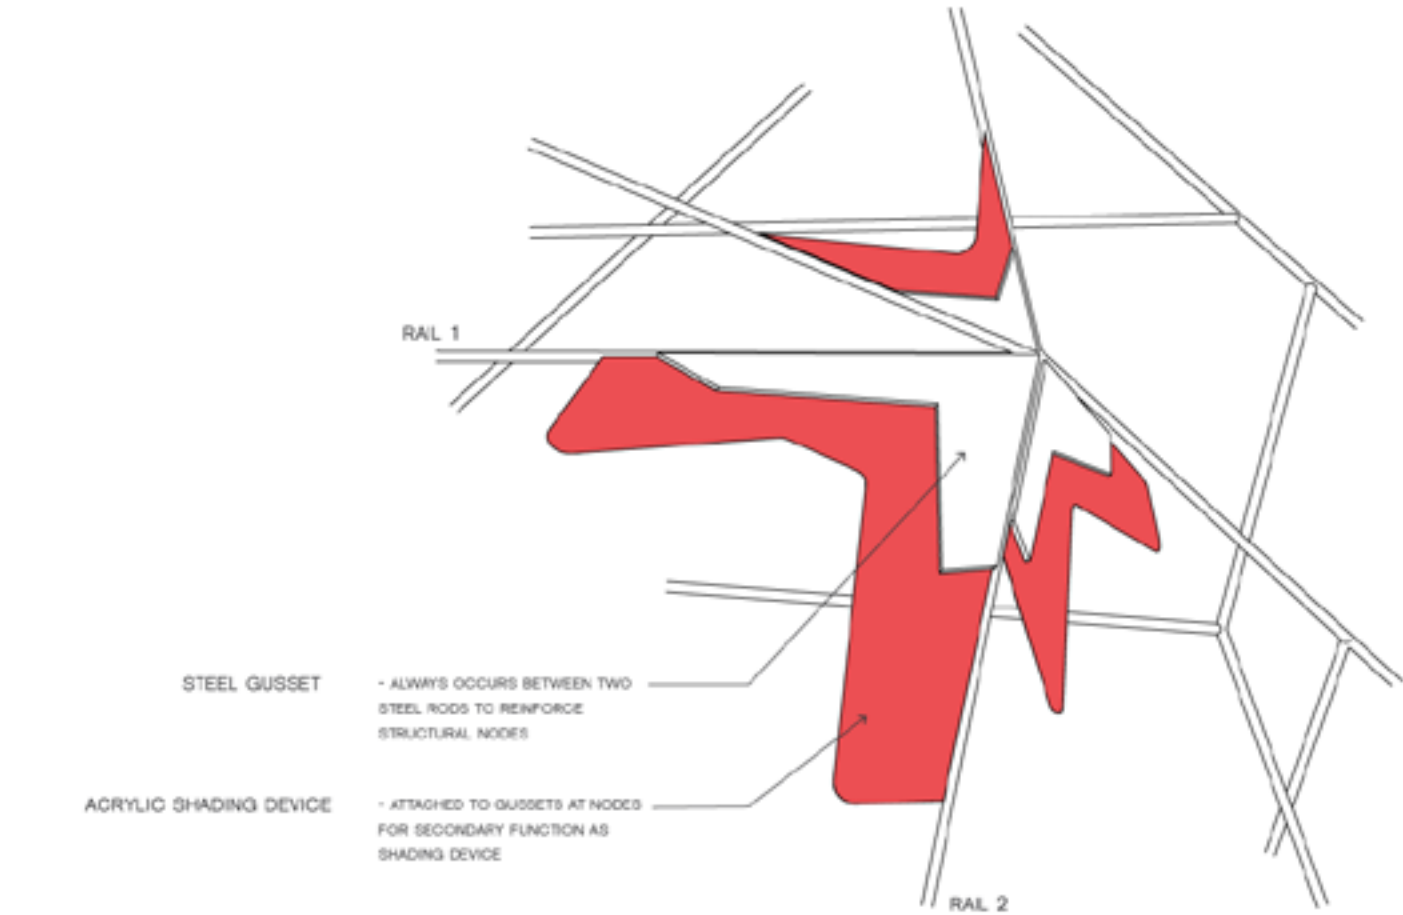 RAIL 1
STEEL GUSSET - ALWAYS OCCURS BETWEEN TWO
STEEL RODS TO REINFORCE
STRUCTURAL NODES
ACRYLIC SHADING DEVICE - ATTACHED TO GUSSETS AT NODES
FOR SECONDARY FUNCTION AS
SHADING DEVICE
RAIL 2